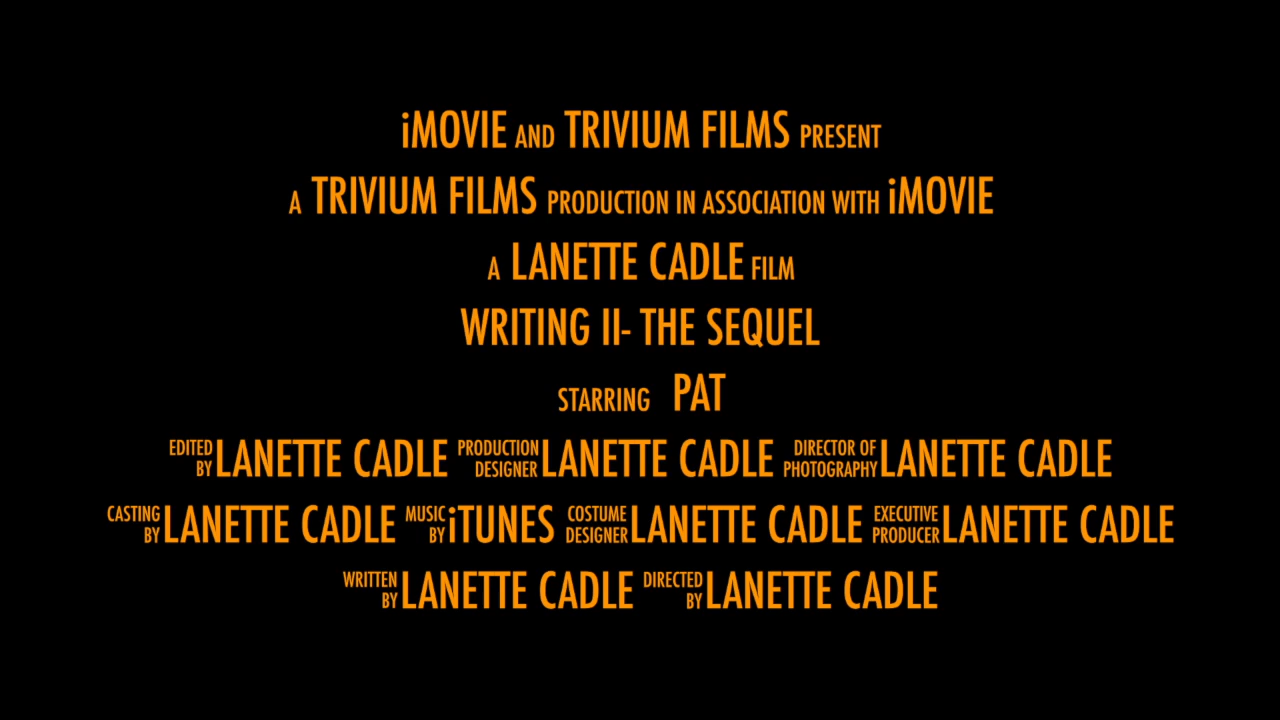 iMOVIE AND TRIVIUM FILMS PRESENT
A TRIVIUM FILMS PRODUCTION IN ASSOCIATION WITH iMOVIE
A LANETTE CADLE FILM
WRITING II- THE SEQUEL
STARRING PAT
EDITED BY LANETTE CADLE PRODUCTION DESIGNER LANETTE CADLE DIRECTOR OF PHOTOGRAPHY LANETTE CADLE
CASTING BY LANETTE CADLE MUSIC BY iTUNES COSTUME DESIGNER LANETTE CADLE EXECUTIVE PRODUCER LANETTE CADLE
WRITTEN BY LANETTE CADLE DIRECTED BY LANETTE CADLE